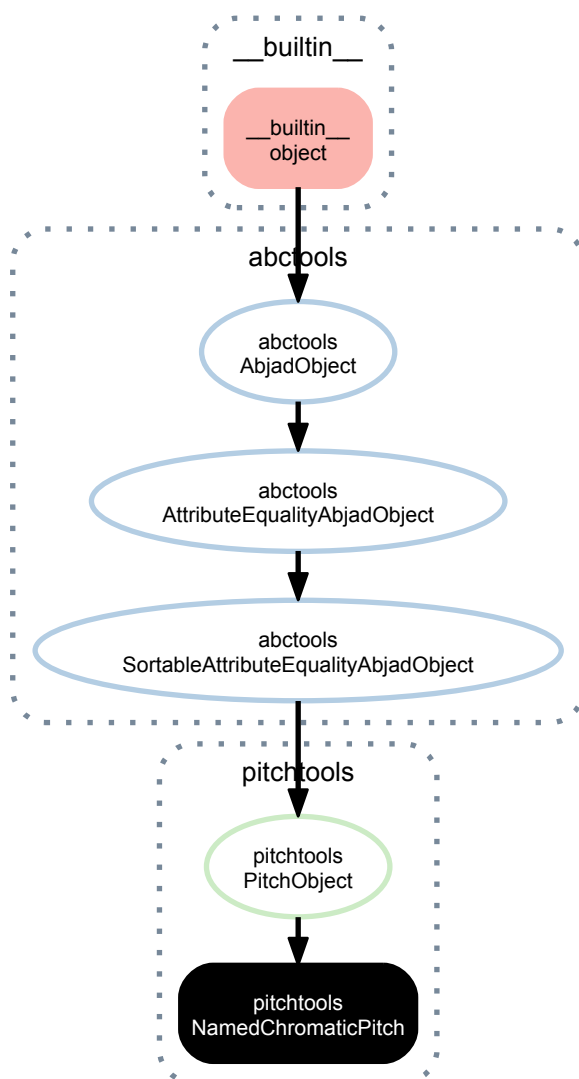 __builtin__
__builtin__
object
abctools
abctools
AbjadObject
abctools
AttributeEqualityAbjadObject
abctools
SortableAttributeEqualityAbjadObject
pitchtools
pitchtools
PitchObject
pitchtools
NamedChromaticPitch